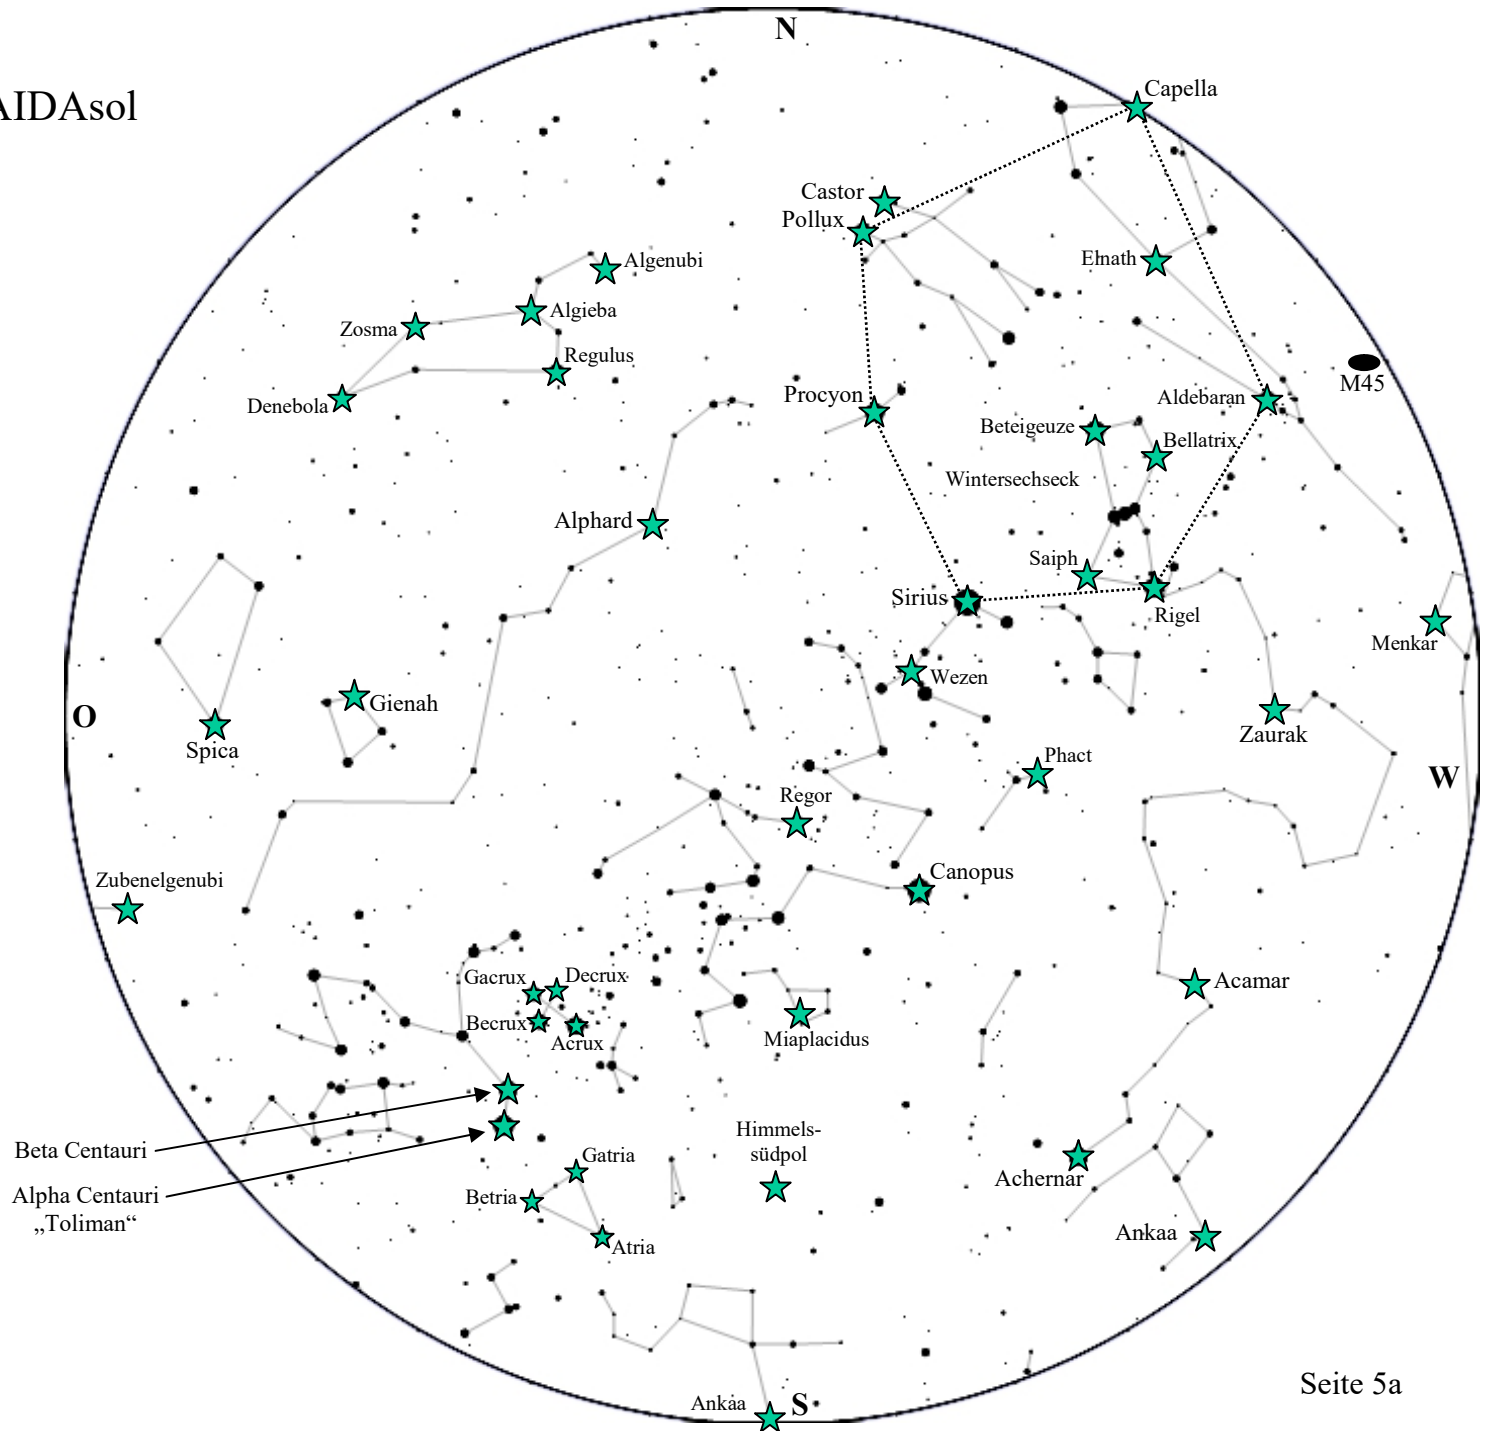 N
AIDAsol
Capella
Castor
Pollux
Algenubi
Elnath
Algieba
Zosma
Regulus
M45
Denebola
Procyon
Aldebaran
Beteigeuze
Bellatrix
Wintersechseck
Alphard
Saiph
Sirius
Rigel
Menkar
Wezen
Gienah
O
Spica
Zaurak
Phact
W
Regor
Canopus
Zubenelgenubi
Gacrux
Decrux
Acamar
Becrux
Acrux
Miaplacidus
Beta Centauri
Himmels-
südpol
Gatria
Achernar
Alpha Centauri
„Toliman“
Betria
Ankaa
Atria
Seite 5a
Ankaa
S